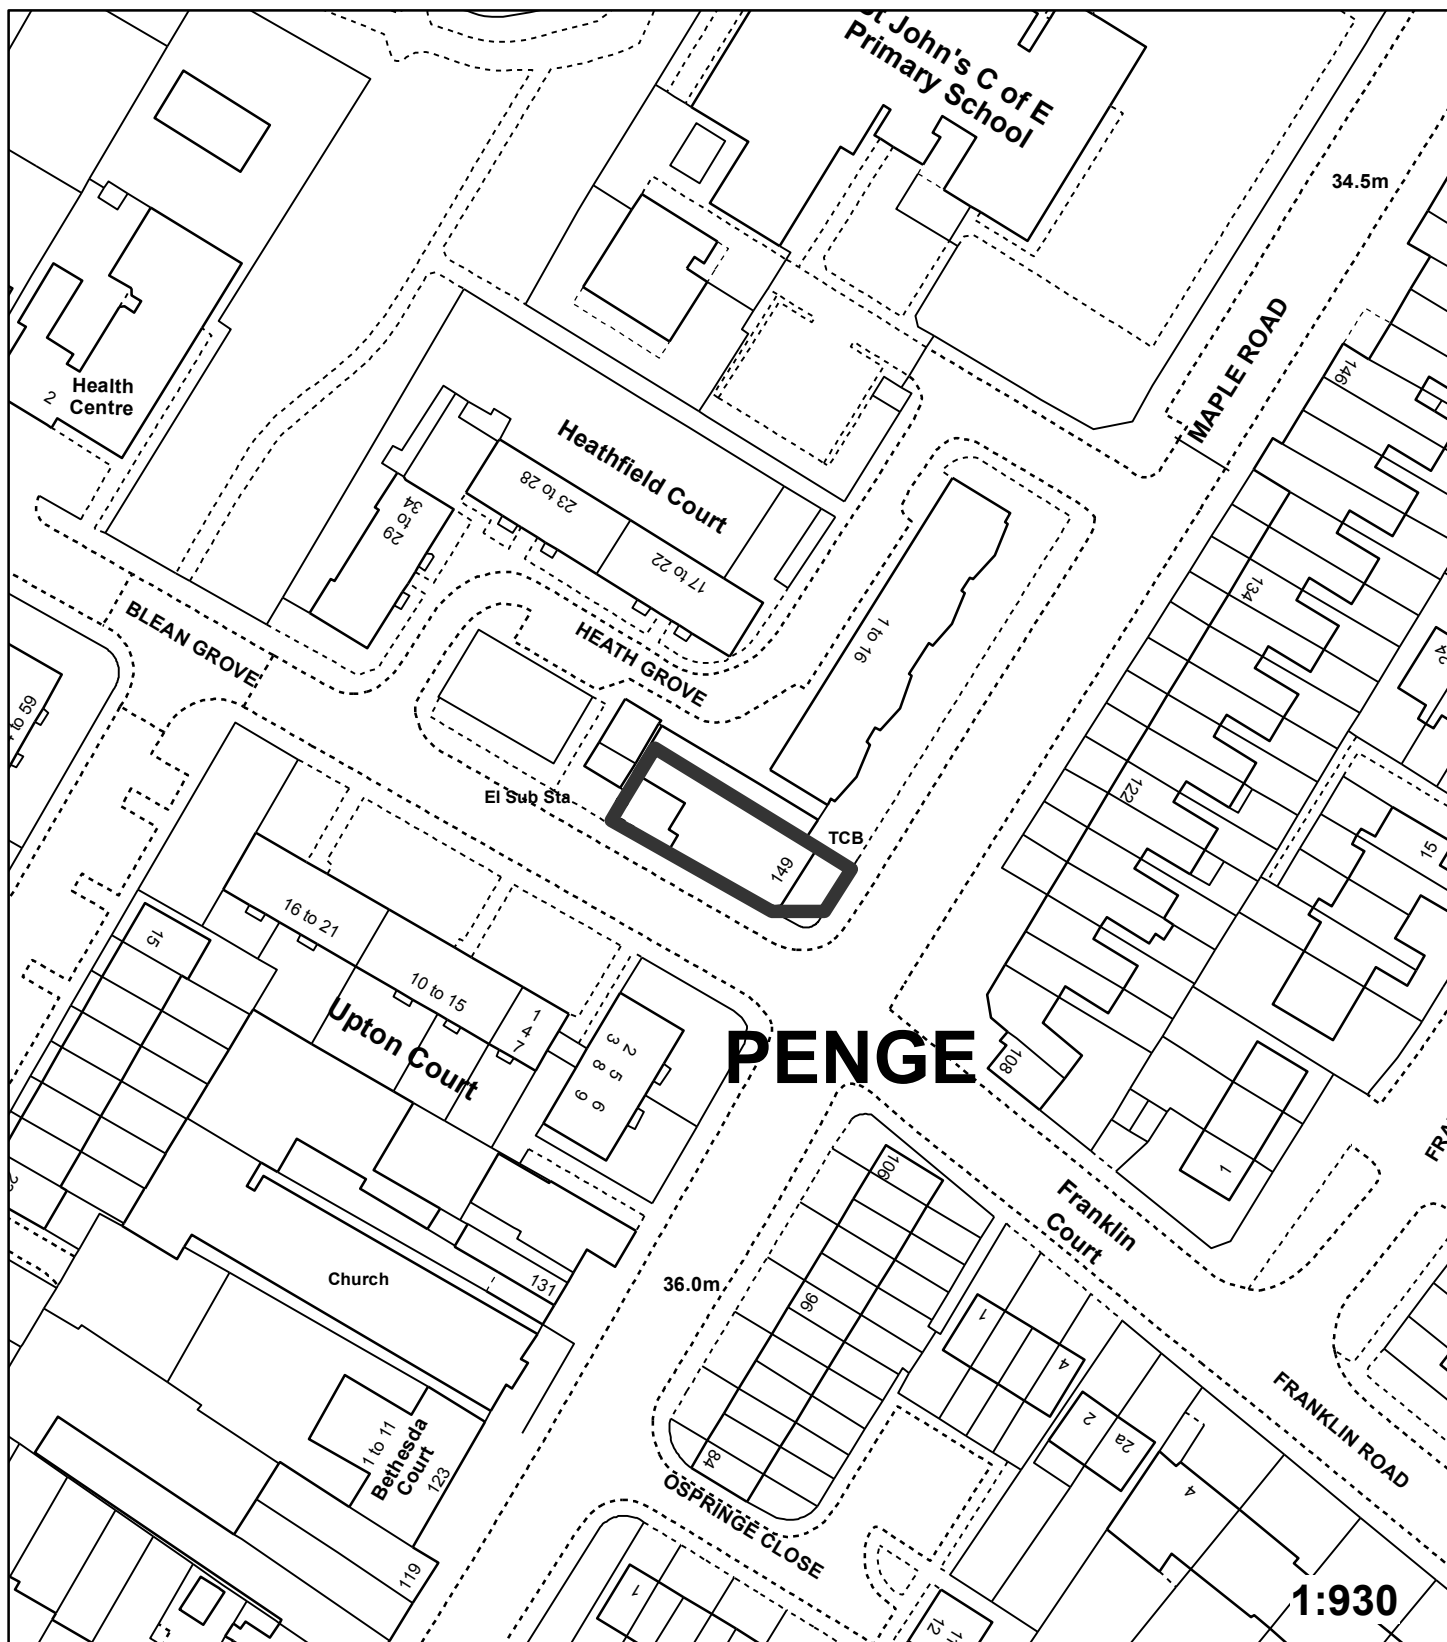 St John's C of E
Primary School
34.5m
MAPLE ROAD
146
Health
Centre
2
Heathfield Court
23 to 28
29
to
34
17 to 22
1 to 16
134
24
BLEAN GROVE
HEATH GROVE
to 59
122
El Sub Sta
TCB
149
15
16 to 21
15
10 to 15
1
4
7
Upton Court
2
3
5
8
6
9
PENGE
108
1
106
Franklin
Court
Church
131
36.0m
96
1
4
FRANKLIN ROAD
1 to 11
Bethesda
Court
123
84
2
2a
4
OSPRINGE CLOSE
119
1
12
1:930